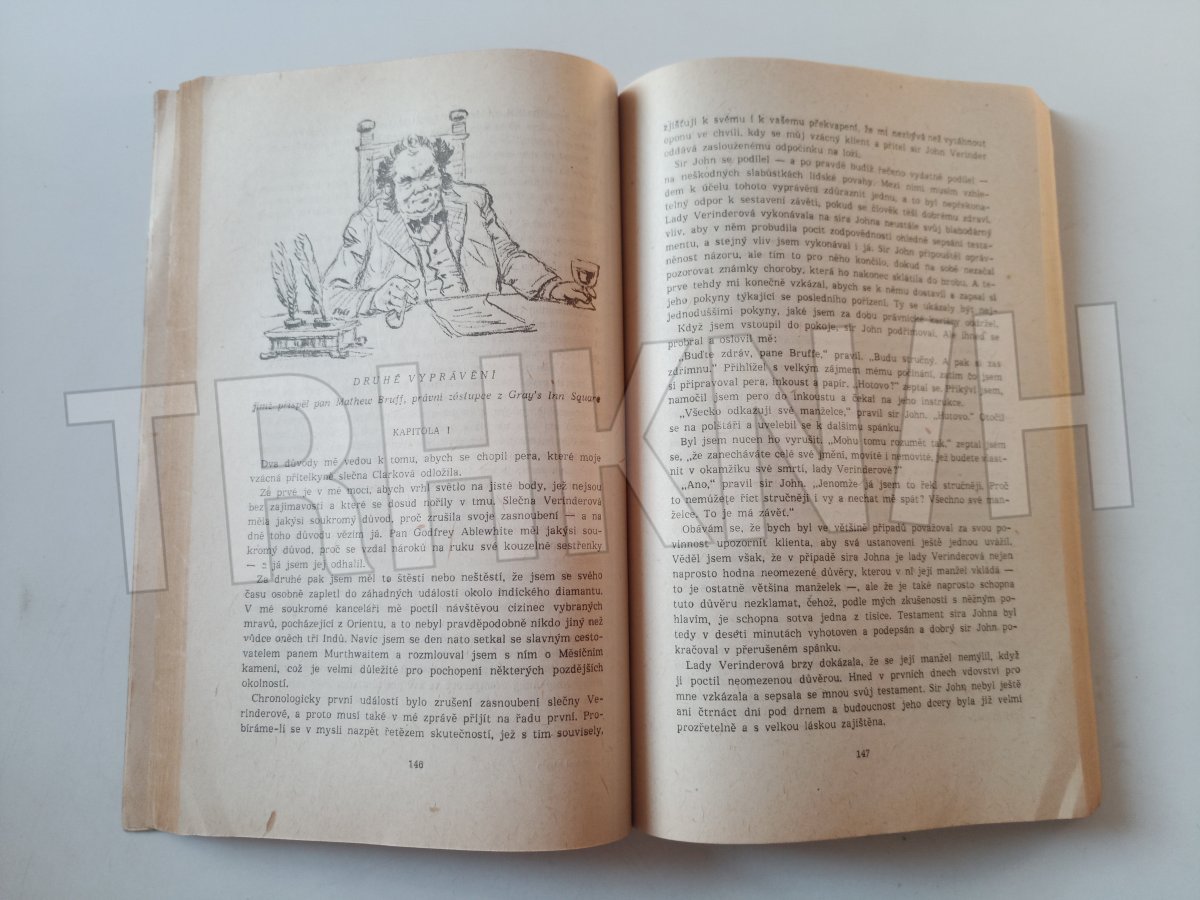 DRUHÉ VYPRÁVĚNÍ
jímž přispěl pan Mathew Bruff, právní zástupce z Gray's Inn Square
KAPITOLA I
Dva důvody mě vedou k tomu, abych se chopil pera, které moje
vzácná přítelkyně slečna Clarková odložila.
Za prvé je v mé moci, abych vrhl světlo na jisté body, jež nejsou
bez zajímavosti a které se dosud nořily v tmu. Slečna Verinderová
měla jakýsi soukromý důvod, proč zrušila svoje zasnoubení — a na
dně toho důvodu vězím já. Pan Godfrey Ablewhite měl jakýsi sou-
kromý důvod, proč se vzdal nároků na ruku své kouzelné sestřenky
— a já jsem jej odhalil.
Za druhé pak jsem měl to štěstí nebo neštěstí, že jsem se svého
času osobně zapletl do záhadných událostí okolo indického diamantu.
V mé soukromé kanceláři mě poctil návštěvou cizinec vybraných
mravů, pocházející z Orientu, a to nebyl pravděpodobně nikdo jiný než
vůdce oněch tří Indů. Navíc jsem se den nato setkal se slavným cesto-
vatelem panem Murthwaitem a rozmlouval jsem s ním o Měsíčním
kameni, což je velmi důležité pro pochopení některých pozdějších
okolností.
Chronologicky první událostí bylo zrušení zasnoubení slečny Ve-
rinderové, a proto musí také v mé zprávě přijít na řadu první. Pro-
bíráme-li se v mysli nazpět řetězem skutečností, jež s tím souvisely,
146
zjišťuji k svému i k vašemu překvapení, že mi nezbývá než vytáhnout
oponu ve chvíli, kdy se můj vzácný klient a přítel sir John Verinder
oddává zaslouženému odpočinku na loži.
Sir John se podílel — a po pravdě budiž řečeno vydatně podílel —
na neškodných slabůstkách lidské povahy. Mezi nimi musím vzhle-
dem k účelu tohoto vyprávění zdůraznit jednu, a to byl nepřekona-
telný odpor k sestavení závěti, pokud se člověk těší dobrému zdraví.
Lady Verinderová vykonávala na sira Johna neustále svůj blahodárný
vliv, aby v něm probudila pocit zodpovědnosti ohledně sepsání testa-
mentu, a stejný vliv jsem vykonával i já. Sir John připouštěl opráv-
něnost názoru, ale tím to pro něho končilo, dokud na sobě nezačal
pozorovat známky choroby, která ho nakonec sklátila do hrobu. A te-
prve tehdy mi konečně vzkázal, abych se k němu dostavil a zapsal si
jeho pokyny týkající se posledního pořízení. Ty se ukázaly být nej-
jednoduššími pokyny, jaké jsem za dobu právnické kariéry obdržel.
Když jsem vstoupil do pokoje, sir John podřimoval. Ale ihned se
probral a oslovil mě:
„Buďte zdráv, pane Bruffe," pravil. „Budu stručný. A pak si zas
zdřímnu." Přihlížel s velkým zájmem mému počínání, zatím co jsem
si připravoval pera, inkoust a papír. „Hotovo?" zeptal se. Přikývl jsem,
namočil jsem pero do inkoustu a čekal na jeho instrukce.
„Všecko odkazuji své manželce," pravil sir John. „Hotovo." Otočil
se na polštáři a uvelebil se k dalšímu spánku.
Byl jsem nucen ho vyrušit. „Mohu tomu rozumět tak," zeptal jsem
se, „že zanecháváte celé své jmění, movité i nemovité, jež budete vlast-
nit v okamžiku své smrti, lady Verinderové?"
„Ano," pravil sir John. „Jenomže já jsem to řekl stručněji. Proč
to nemůžete říct stručněji i vy a nechat mě spát? Všechno své man-
želce. To je má závěť."
Obávám se, že bych byl ve většině případů považoval za svou po-
vinnost upozornit klienta, aby svá ustanovení ještě jednou uvážil.
Věděl jsem však, že v případě sira Johna je lady Verinderová nejen
naprosto hodna neomezené důvěry, kterou v ni její manžel vkládá —
to je ostatně většina manželek —, ale že je také naprosto schopna
tuto důvěru nezklamat, čehož, podle mých zkušeností s něžným po-
hlavím, je schopna sotva jedna z tisíce. Testament sira Johna byl
tedy v deseti minutách vyhotoven a podepsán a dobrý sir John po-
kračoval v přerušeném spánku.
Lady Verinderová brzy dokázala, že se její manžel nemýlil, když
ji poctil neomezenou důvěrou. Hned v prvních dnech vdovství pro
mne vzkázala a sepsala se mnou svůj testament. Sir John nebyl ještě
ani čtrnáct dní pod drnem a budoucnost jeho dcery byla již velmi
prozřetelně a s velkou láskou zajištěna.
147
TRHKNIH